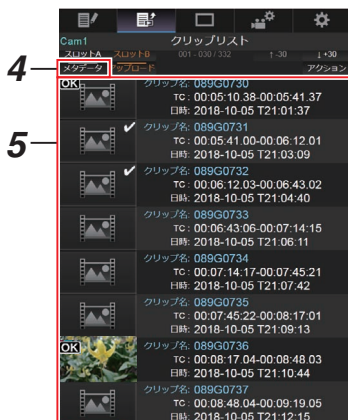 Cam1 クリップリスト
スロットA スロットB 001 - 030 / 332 ↑-30 ↓+30
4 メタデータ アップロード アクション
5
OK クリップ名: 089G0730
TC : 00:05:10.38-00:05:41.37
日時: 2018-10-05 T21:01:37
クリップ名: 089G0731
TC : 00:05:41.00-00:06:12.01
日時: 2018-10-05 T21:03:09
クリップ名: 089G0732
TC : 00:06:12.03-00:06:43.02
日時: 2018-10-05 T21:04:40
クリップ名: 089G0733
TC : 00:06:43.06-00:07:14:15
日時: 2018-10-05 T21:06:11
クリップ名: 089G0734
TC : 00:07:14:17-00:07:45:21
日時: 2018-10-05 T21:07:42
クリップ名: 089G0735
TC : 00:07:45:22-00:08:17:01
日時: 2018-10-05 T21:09:13
OK クリップ名: 089G0736
TC : 00:08:17.04-00:08:48.03
日時: 2018-10-05 T21:10:44
クリップ名: 089G0737
TC : 00:08:48.04-00:09:19.05
日時: 2018-10-05 T21:12:15